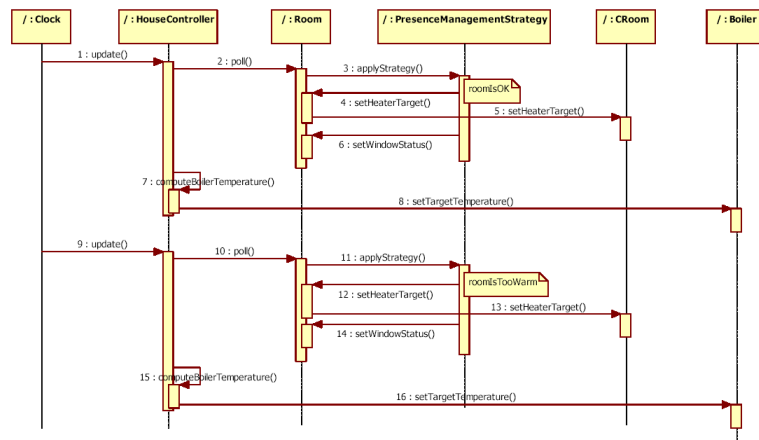 / : Clock
/ : HouseController
/ : Room
/ : PresenceManagementStrategy
/ : CRoom
/ : Boiler
1 : update()
2 : poll()
3 : applyStrategy()
roomIsOK
4 : setHeaterTarget()
5 : setHeaterTarget()
6 : setWindowStatus()
7 : computeBoilerTemperature()
8 : setTargetTemperature()
9 : update()
10 : poll()
11 : applyStrategy()
roomIsTooWarm
12 : setHeaterTarget()
13 : setHeaterTarget()
14 : setWindowStatus()
15 : computeBoilerTemperature()
16 : setTargetTemperature()